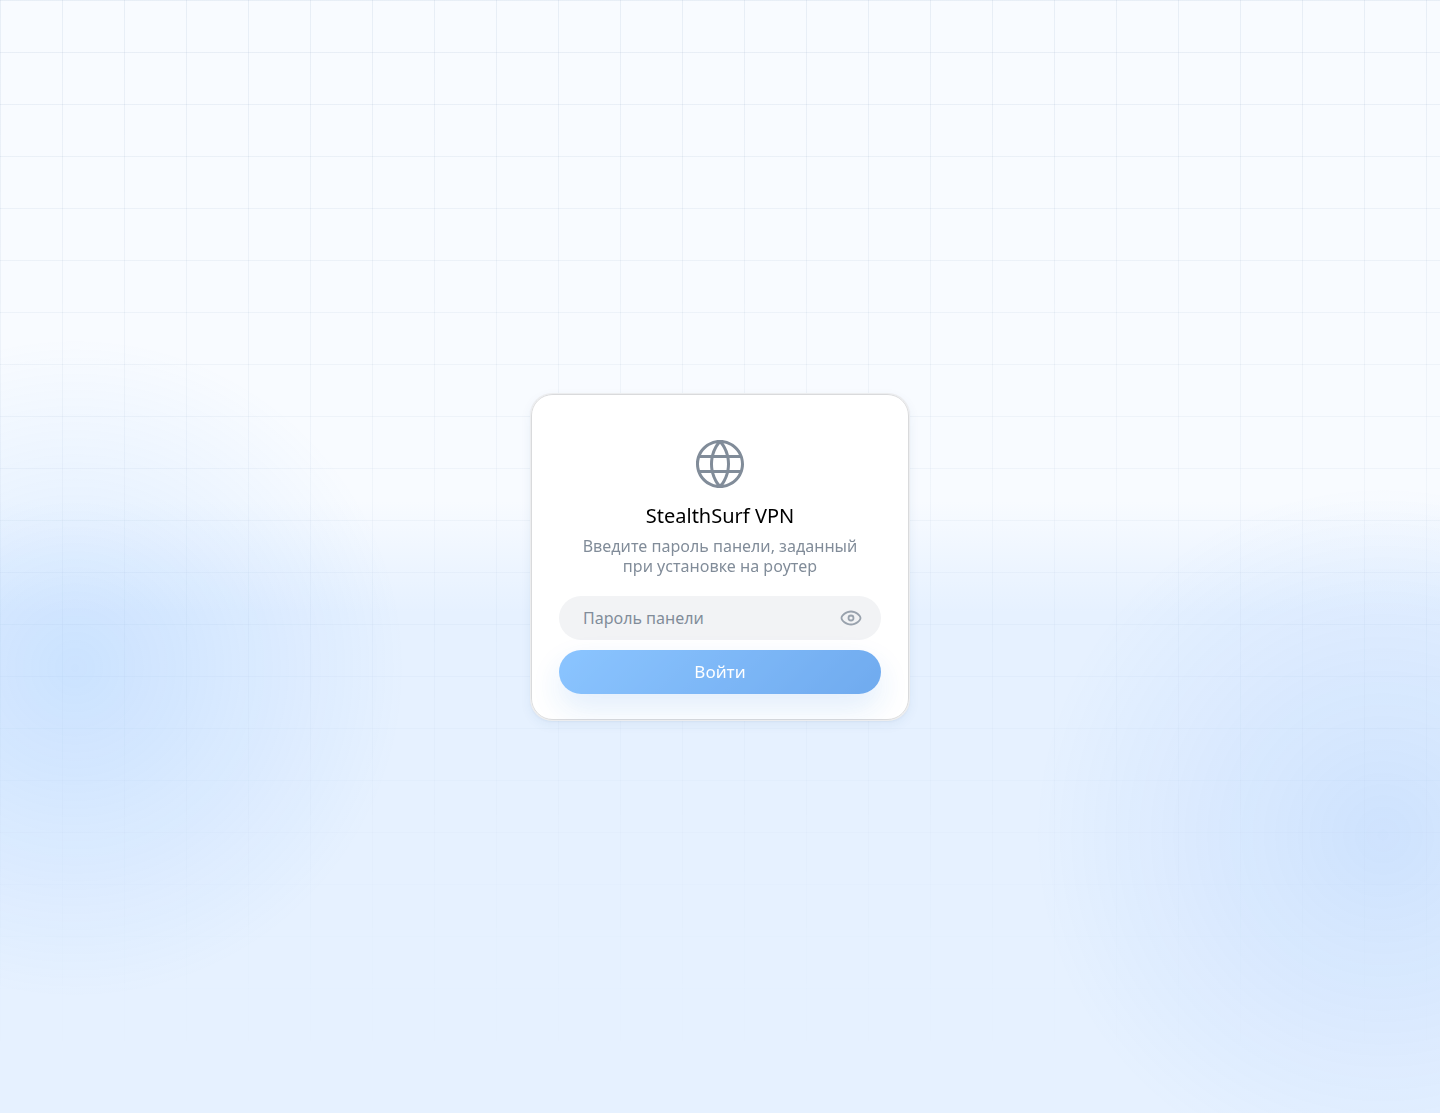 StealthSurf VPN
Введите пароль панели, заданный
при установке на роутер
Пароль панели
Войти